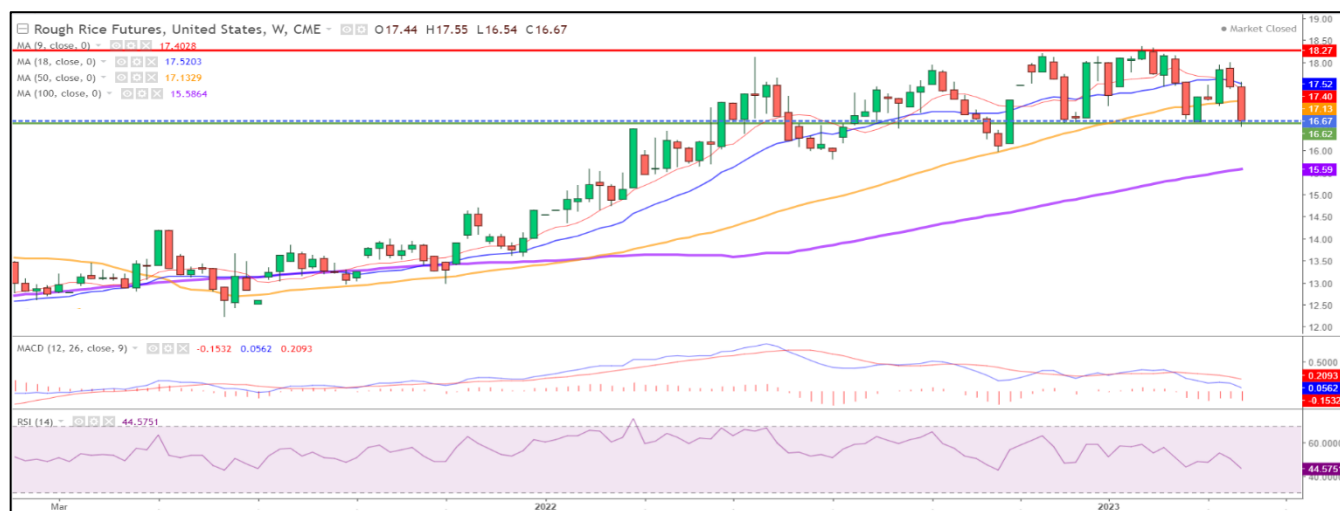 Rough Rice Futures, United States, W, CME O17.44 H17.55 L16.54 C16.67
Market Closed
MA (9, close, 0) 17.4028
MA (18, close, 0) 17.5203
MA (50, close, 0) 17.1329
MA (100, close, 0) 15.5864
19.00
18.50
18.27
18.00
17.52
17.40
17.13
16.67
16.62
16.00
15.59
15.00
14.50
14.00
13.50
13.00
12.50
12.00
MACD (12, 26, close, 9) -0.1532 0.0562 0.2093
0.5000
0.2093
0.0562
-0.1532
RSI (14) 44.5751
60.0000
44.5751
40.0000
Mar 2022 2023